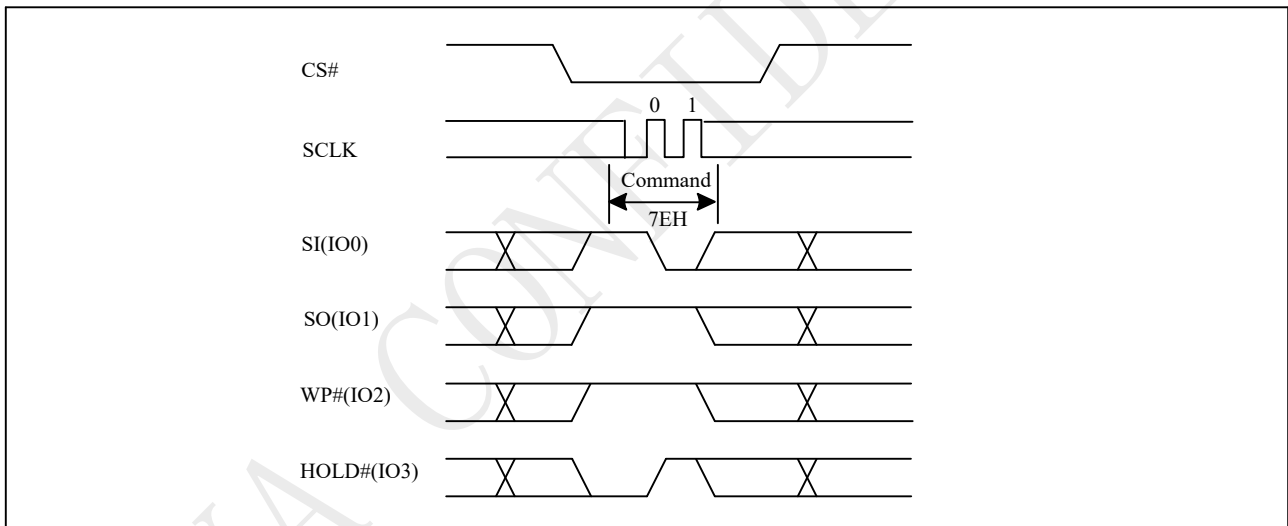 CS#
0 1
SCLK
Command
7EH
SI(IO0)
SO(IO1)
WP#(IO2)
HOLD#(IO3)